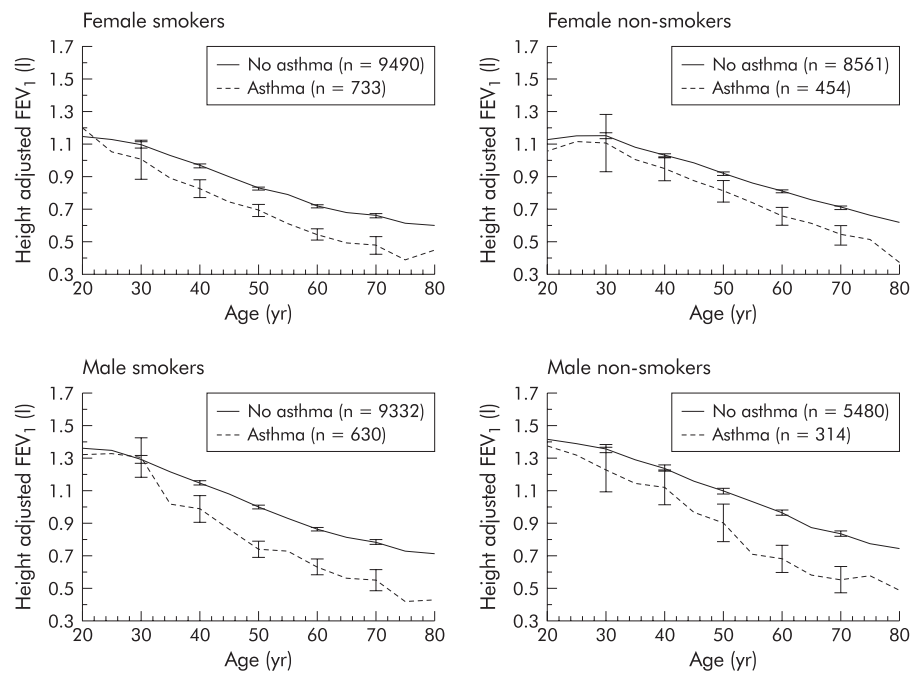 Female smokers
Height adjusted FEV1 (l)
1.7
1.5
1.3
1.1
0.9
0.7
0.5
0.3
No asthma (n = 9490)
Asthma (n = 733)
20 30 40 50 60 70 80
Age (yr)
Female non-smokers
Height adjusted FEV1 (l)
1.7
1.5
1.3
1.1
0.9
0.7
0.5
0.3
No asthma (n = 8561)
Asthma (n = 454)
20 30 40 50 60 70 80
Age (yr)
Male smokers
Height adjusted FEV1 (l)
1.7
1.5
1.3
1.1
0.9
0.7
0.5
0.3
No asthma (n = 9332)
Asthma (n = 630)
20 30 40 50 60 70 80
Age (yr)
Male non-smokers
Height adjusted FEV1 (l)
1.7
1.5
1.3
1.1
0.9
0.7
0.5
0.3
No asthma (n = 5480)
Asthma (n = 314)
20 30 40 50 60 70 80
Age (yr)